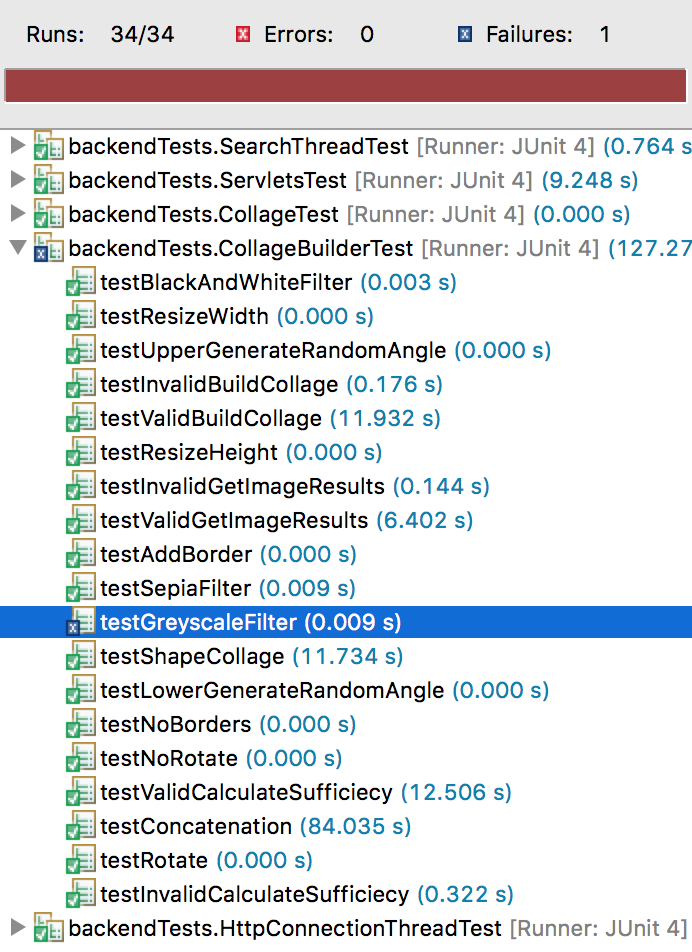 Runs: 34/34 Errors: 0 Failures: 1
backendTests.SearchThreadTest [Runner: JUnit 4] (0.764 s
backendTests.ServletsTest [Runner: JUnit 4] (9.248 s)
backendTests.CollageTest [Runner: JUnit 4] (0.000 s)
backendTests.CollageBuilderTest [Runner: JUnit 4] (127.27
testBlackAndWhiteFilter (0.003 s)
testResizeWidth (0.000 s)
testUpperGenerateRandomAngle (0.000 s)
testInvalidBuildCollage (0.176 s)
testValidBuildCollage (11.932 s)
testResizeHeight (0.000 s)
testInvalidGetImageResults (0.144 s)
testValidGetImageResults (6.402 s)
testAddBorder (0.000 s)
testSepiaFilter (0.009 s)
testGreyscaleFilter (0.009 s)
testShapeCollage (11.734 s)
testLowerGenerateRandomAngle (0.000 s)
testNoBorders (0.000 s)
testNoRotate (0.000 s)
testValidCalculateSufficiecy (12.506 s)
testConcatenation (84.035 s)
testRotate (0.000 s)
testInvalidCalculateSufficiecy (0.322 s)
backendTests.HttpConnectionThreadTest [Runner: JUnit 4]